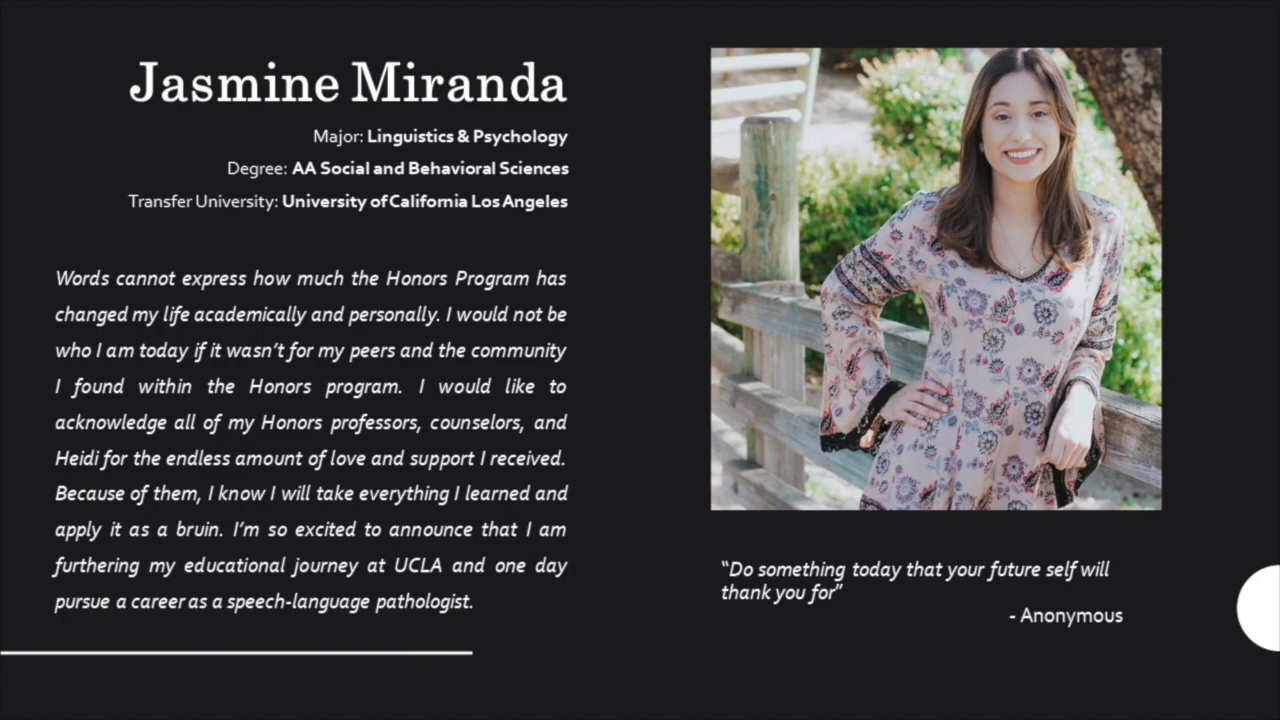 Jasmine Miranda
Major: Linguistics & Psychology
Degree: AA Social and Behavioral Sciences
Transfer University: University of California Los Angeles
Words cannot express how much the Honors Program has
changed my life academically and personally. I would not be
who I am today if it wasn't for my peers and the community
I found within the Honors program. I would like to
acknowledge all of my Honors professors, counselors, and
Heidi for the endless amount of love and support I received.
Because of them, I know I will take everything I learned and
apply it as a bruin. I'm so excited to announce that I am
furthering my educational journey at UCLA and one day
pursue a career as a speech-language pathologist.
"Do something today that your future self will
thank you for"
- Anonymous